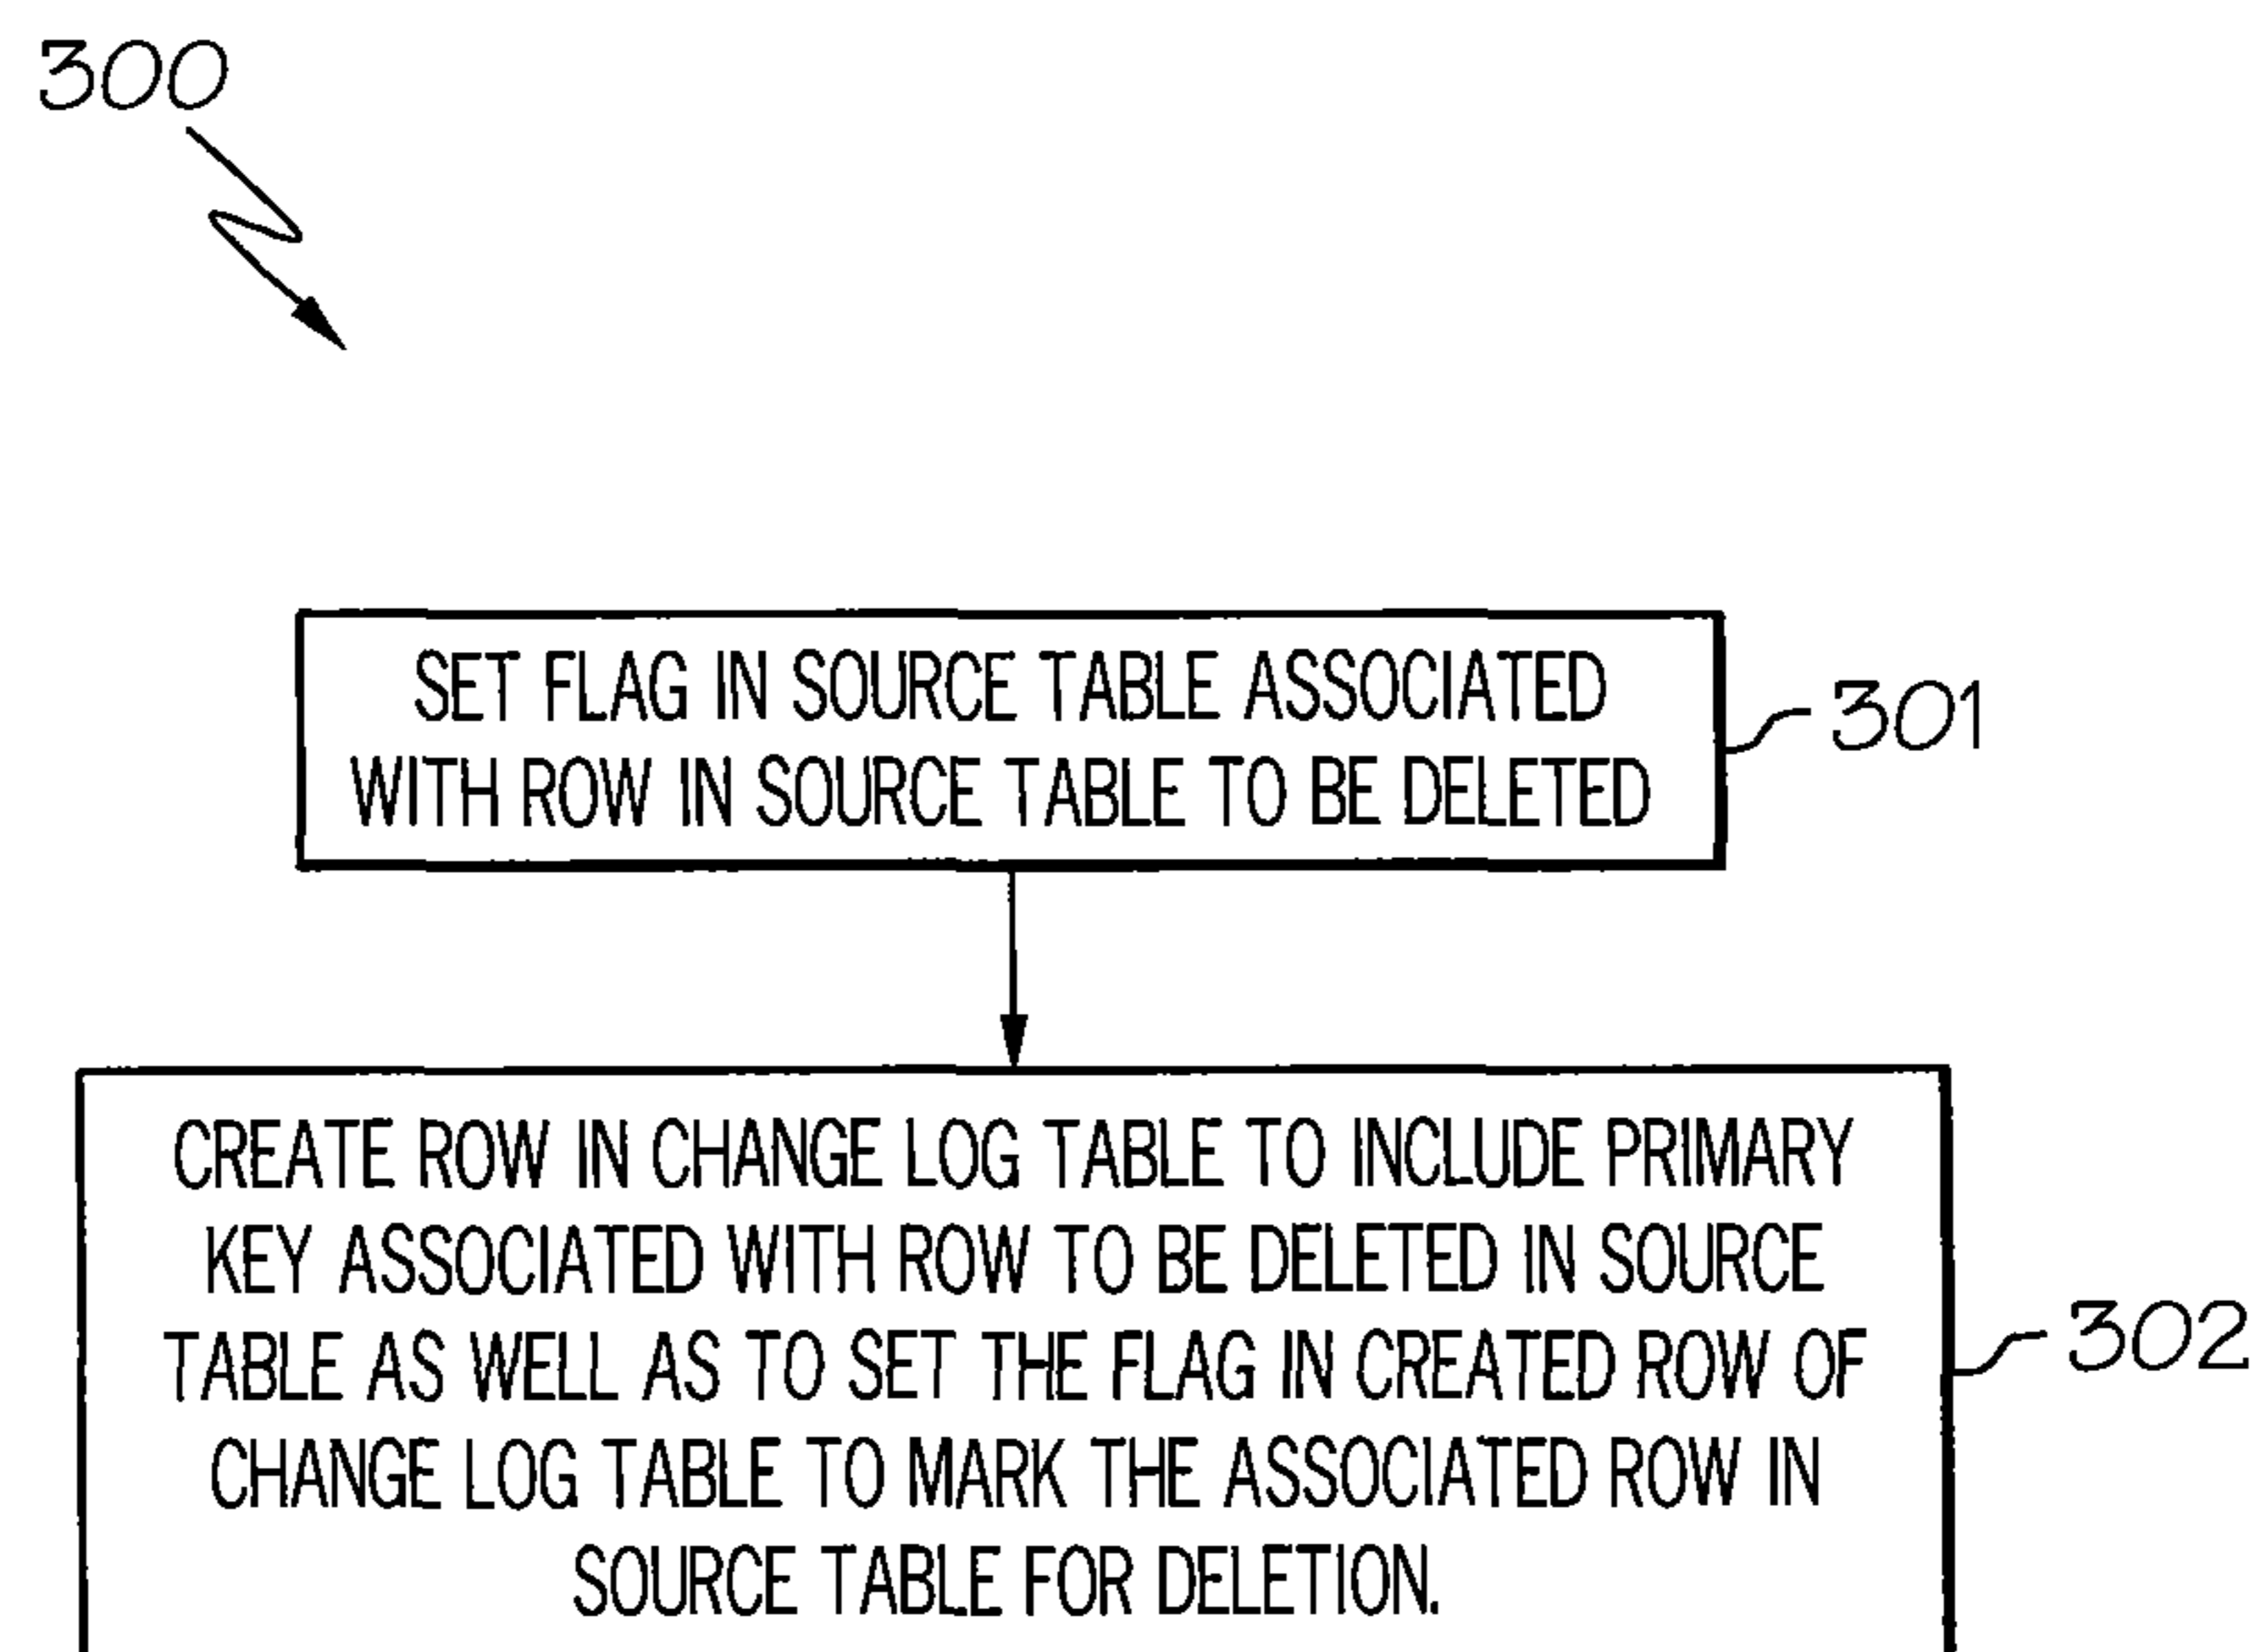 300
SET FLAG IN SOURCE TABLE ASSOCIATED
WITH ROW IN SOURCE TABLE TO BE DELETED
301
CREATE ROW IN CHANGE LOG TABLE TO INCLUDE PRIMARY
KEY ASSOCIATED WITH ROW TO BE DELETED IN SOURCE
TABLE AS WELL AS TO SET THE FLAG IN CREATED ROW OF
CHANGE LOG TABLE TO MARK THE ASSOCIATED ROW IN
SOURCE TABLE FOR DELETION.
302